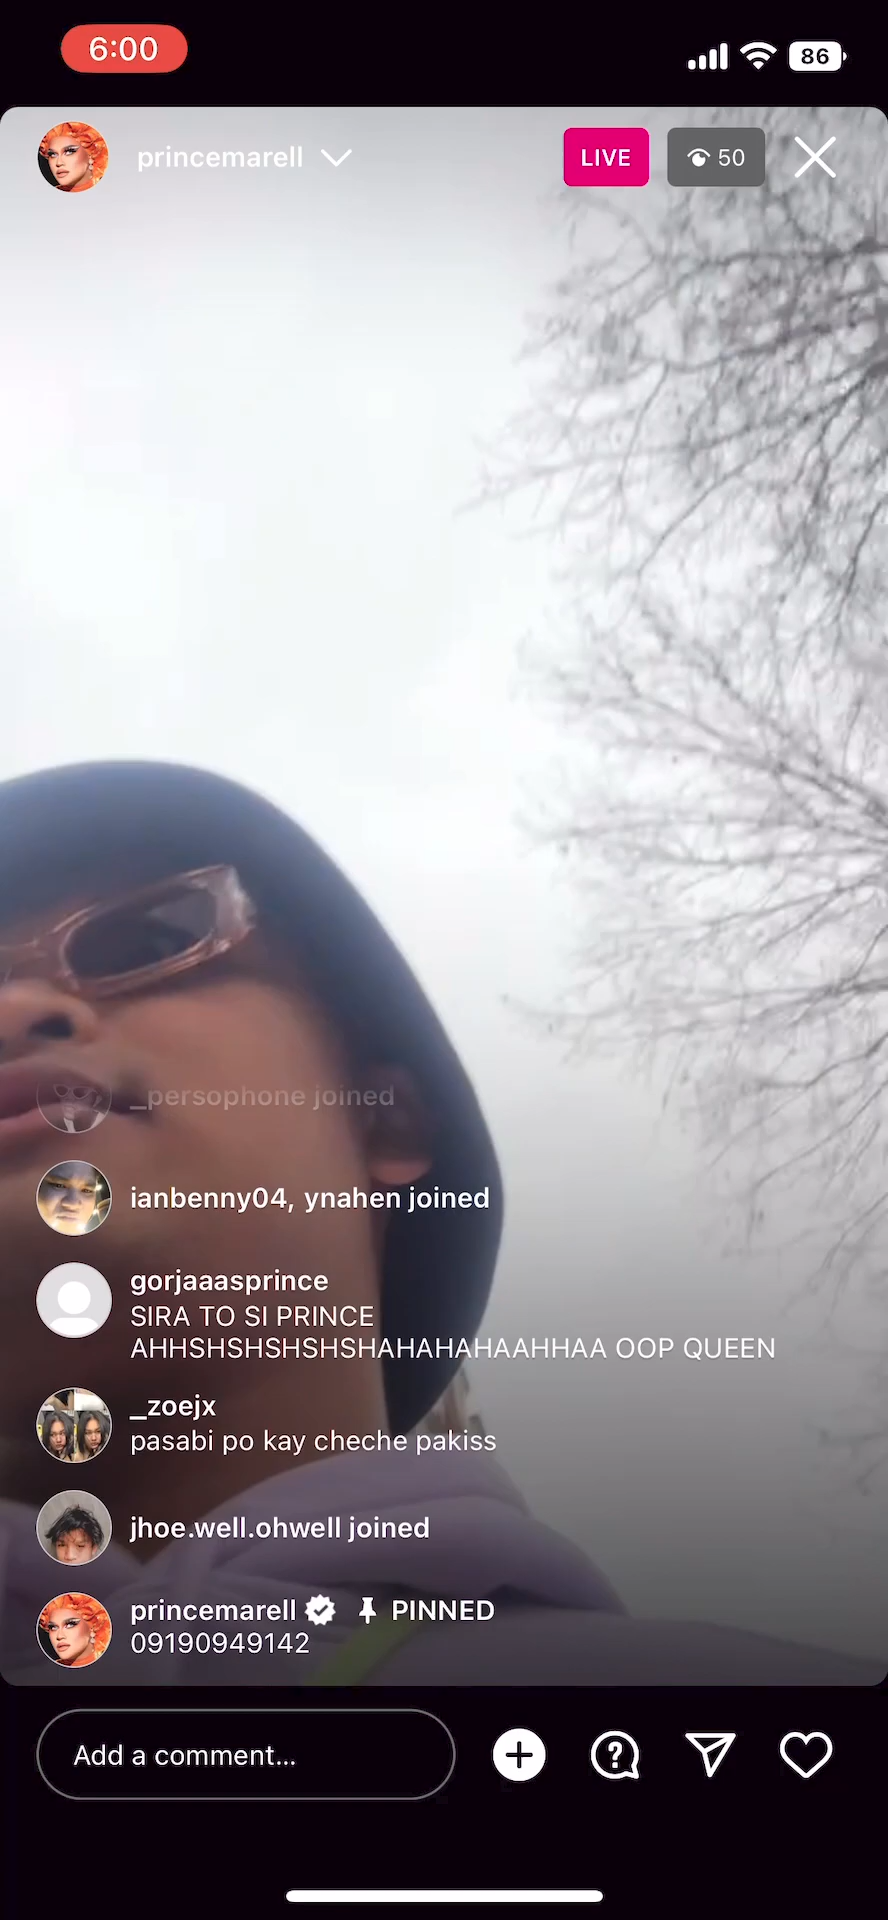 6:00
86
princemarell
LIVE
50
_persophone joined
ianbenny04, ynahen joined
gorjaaasprince
SIRA TO SI PRINCE
AHHSHSHSHSHSHAHAHAHAAHHAA OOP QUEEN
_zoejx
pasabi po kay cheche pakiss
jhoe.well.ohwell joined
princemarell PINNED
09190949142
Add a comment...